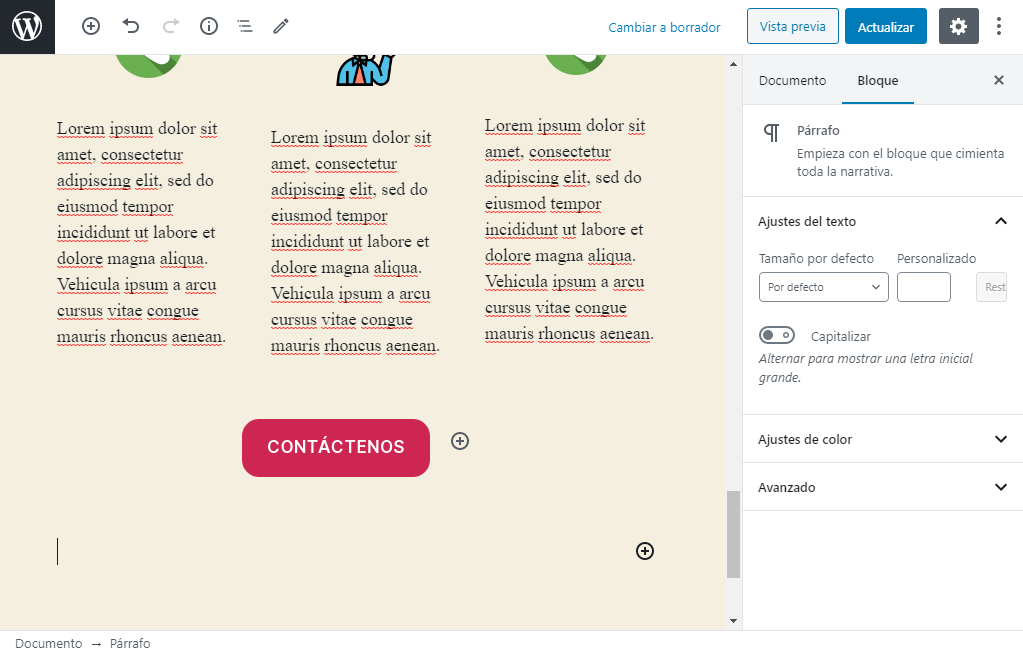 Cambiar a borrador
Vista previa
Actualizar
Lorem ipsum dolor sit
amet, consectetur
adipiscing elit, sed do
eiusmod tempor
incididunt ut labore et
dolore magna aliqua.
Vehicula ipsum a arcu
cursus vitae congue
mauris rhoncus aenean.
Lorem ipsum dolor sit
amet, consectetur
adipiscing elit, sed do
eiusmod tempor
incididunt ut labore et
dolore magna aliqua.
Vehicula ipsum a arcu
cursus vitae congue
mauris rhoncus aenean.
Lorem ipsum dolor sit
amet, consectetur
adipiscing elit, sed do
eiusmod tempor
incididunt ut labore et
dolore magna aliqua.
Vehicula ipsum a arcu
cursus vitae congue
mauris rhoncus aenean.
CONTÁCTENOS
Documento Bloque
Párrafo
Empieza con el bloque que cimienta
toda la narrativa.
Ajustes del texto
Tamaño por defecto Personalizado
Por defecto Rest
Capitalizar
Alternar para mostrar una letra inicial
grande.
Ajustes de color
Avanzado
Documento → Párrafo